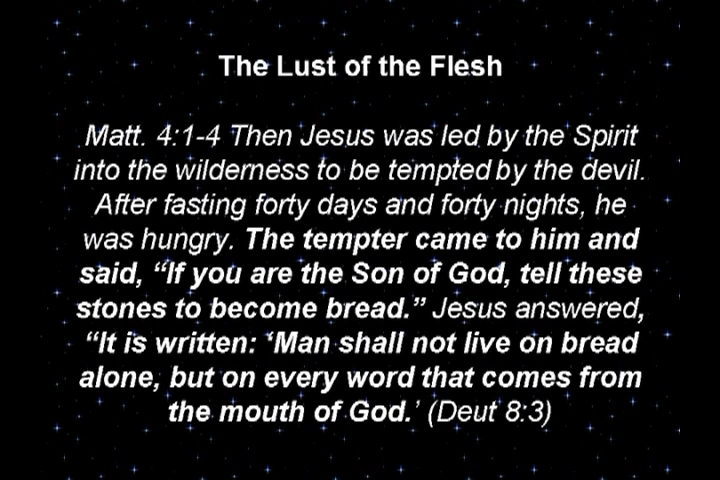 The Lust of the Flesh
Matt. 4:1-4 Then Jesus was led by the Spirit
into the wilderness to be tempted by the devil.
After fasting forty days and forty nights, he
was hungry. The tempter came to him and
said, “If you are the Son of God, tell these
stones to become bread.” Jesus answered,
“It is written: ‘Man shall not live on bread
alone, but on every word that comes from
the mouth of God.’ (Deut 8:3)